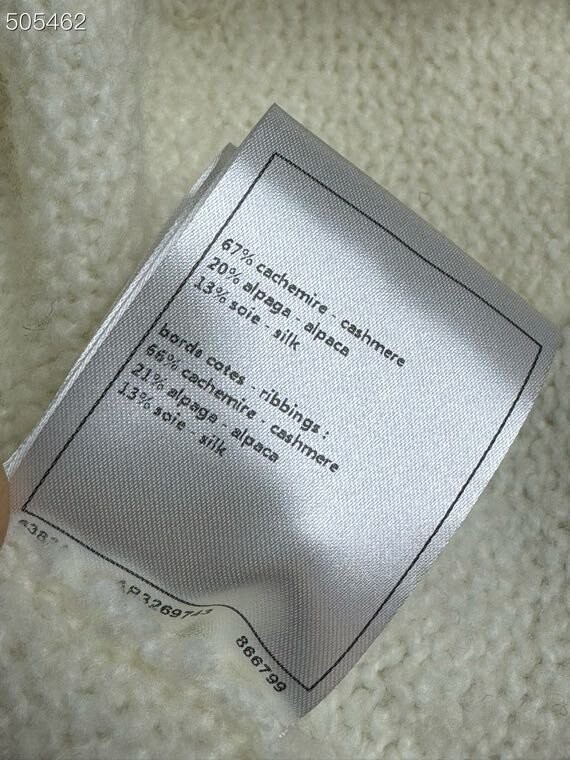 505462
67% cachemire - cashmere
20% alpaga - alpaca
13% soie - silk
bords cotes - ribbings :
66% cachemire - cashmere
21% alpaga - alpaca
13% soie - silk
866799